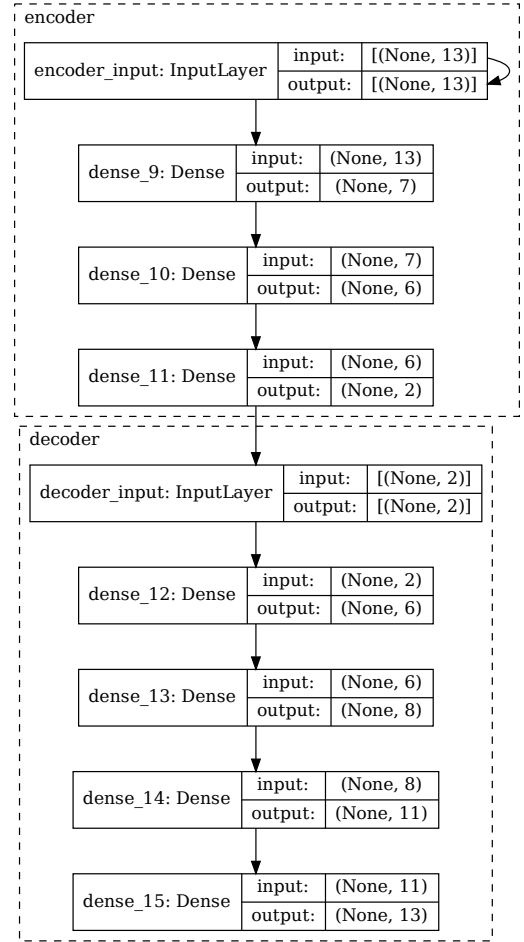 encoder
encoder_input: InputLayer
input: [(None, 13)]
output: [(None, 13)]
dense_9: Dense
input: (None, 13)
output: (None, 7)
dense_10: Dense
input: (None, 7)
output: (None, 6)
dense_11: Dense
input: (None, 6)
output: (None, 2)
decoder
decoder_input: InputLayer
input: [(None, 2)]
output: [(None, 2)]
dense_12: Dense
input: (None, 2)
output: (None, 6)
dense_13: Dense
input: (None, 6)
output: (None, 8)
dense_14: Dense
input: (None, 8)
output: (None, 11)
dense_15: Dense
input: (None, 11)
output: (None, 13)